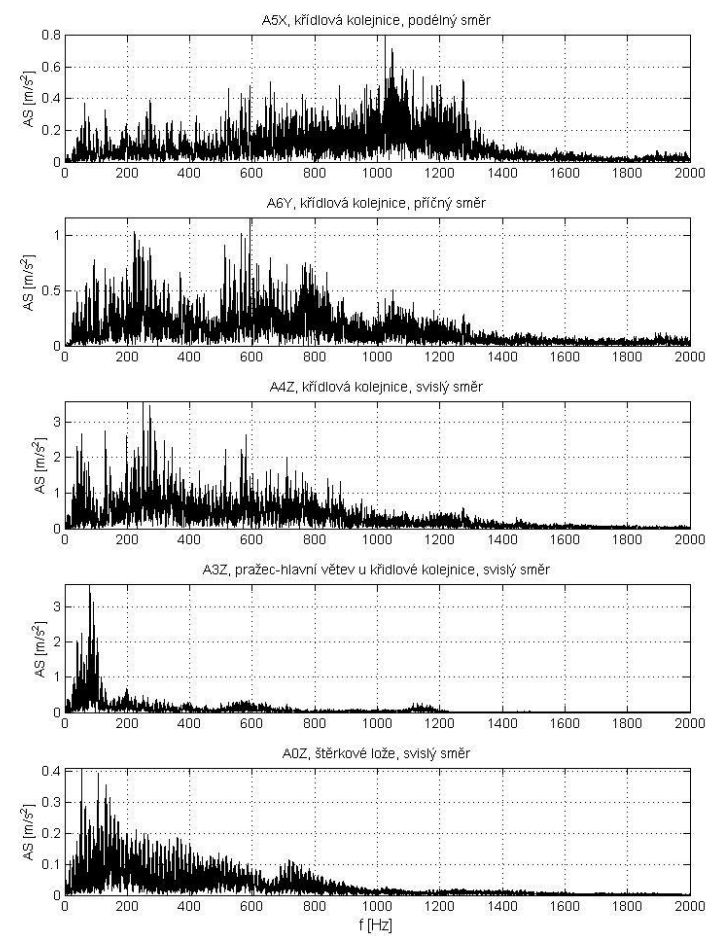 A5X, křídlová kolejnice, podélný směr
AS [m/s²]
0.8
0.6
0.4
0.2
0
0 200 400 600 800 1000 1200 1400 1600 1800 2000
A6Y, křídlová kolejnice, příčný směr
AS [m/s²]
1
0.5
0
0 200 400 600 800 1000 1200 1400 1600 1800 2000
A4Z, křídlová kolejnice, svislý směr
AS [m/s²]
3
2
1
0
0 200 400 600 800 1000 1200 1400 1600 1800 2000
A3Z, pražec-hlavní větev u křidlové kolejnice, svislý směr
AS [m/s²]
3
2
1
0
0 200 400 600 800 1000 1200 1400 1600 1800 2000
A0Z, štěrkové lože, svislý směr
AS [m/s²]
0.4
0.3
0.2
0.1
0
0 200 400 600 800 1000 1200 1400 1600 1800 2000
f [Hz]